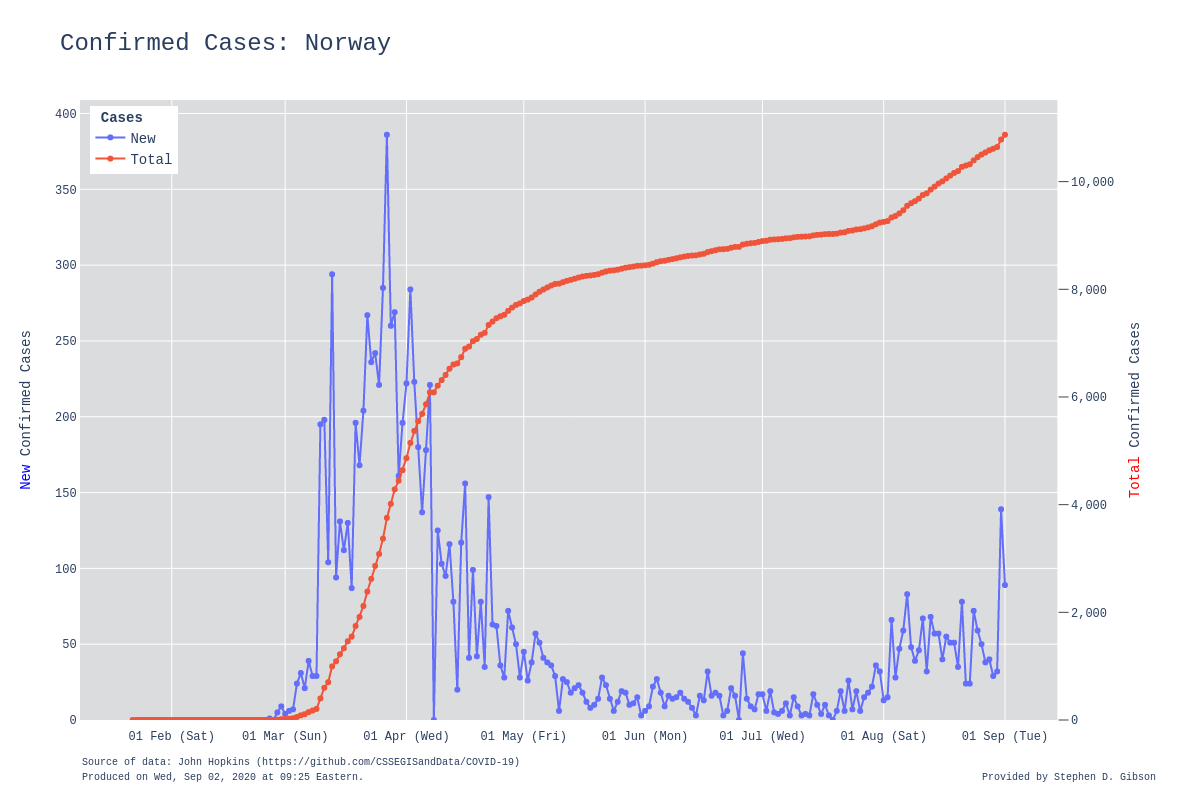 Confirmed Cases: Norway
Cases
New
Total
400
350
300
250
200
150
100
50
0
10,000
8,000
6,000
4,000
2,000
0
New Confirmed Cases
Total Confirmed Cases
01 Feb (Sat) 01 Mar (Sun) 01 Apr (Wed) 01 May (Fri) 01 Jun (Mon) 01 Jul (Wed) 01 Aug (Sat) 01 Sep (Tue)
Source of data: John Hopkins (https://github.com/CSSEGISandData/COVID-19)
Produced on Wed, Sep 02, 2020 at 09:25 Eastern.
Provided by Stephen D. Gibson